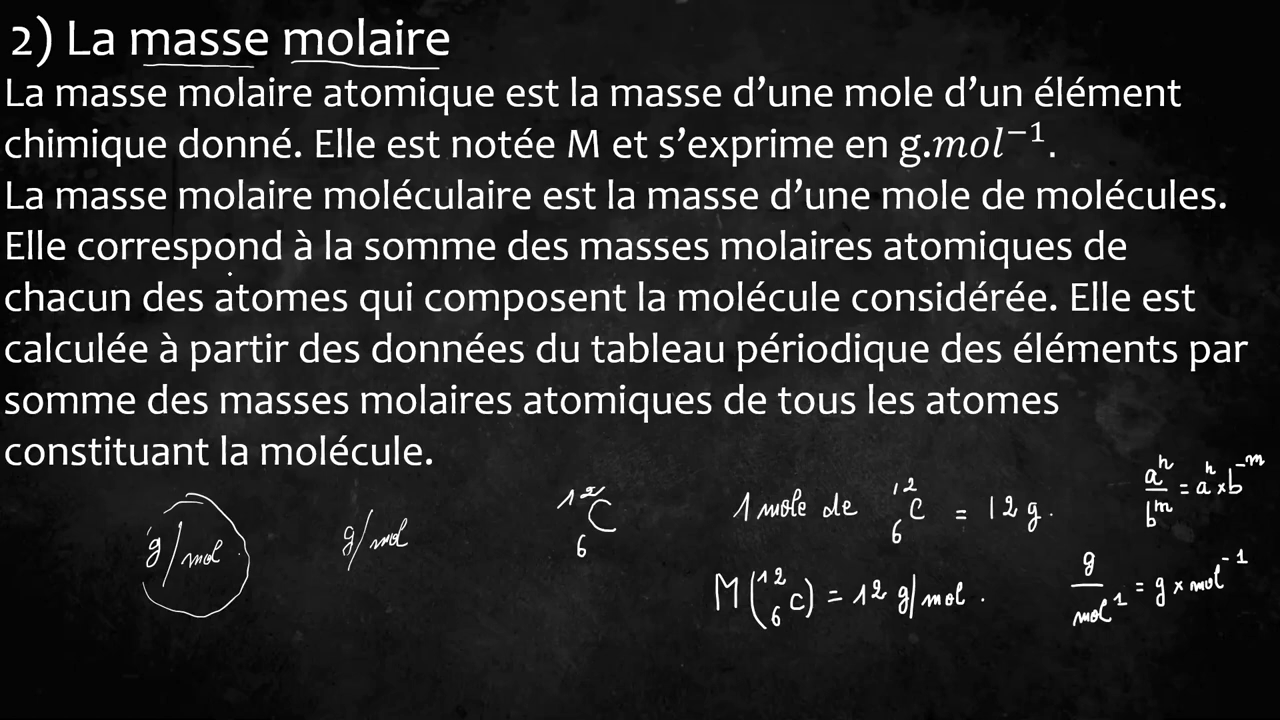 2) La masse molaire
La masse molaire atomique est la masse d’une mole d’un élément
chimique donné. Elle est notée M et s’exprime en g.mol⁻¹.
La masse molaire moléculaire est la masse d’une mole de molécules.
Elle correspond à la somme des masses molaires atomiques de
chacun des atomes qui composent la molécule considérée. Elle est
calculée à partir des données du tableau périodique des éléments par
somme des masses molaires atomiques de tous les atomes
constituant la molécule.
g/mol
g/mol
¹²₆C
1 mole de ¹²₆C = 12 g.
M(¹²₆C) = 12 g/mol.
aⁿ/bᵐ = aⁿ×b⁻ᵐ
g/mol¹ = g × mol⁻¹